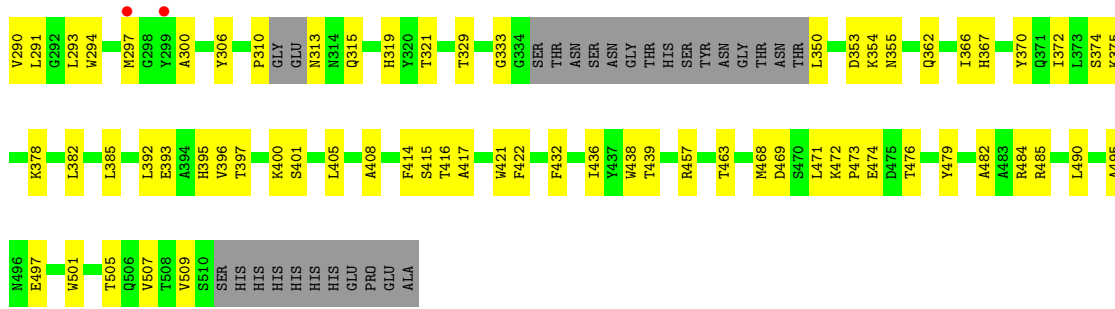 V290 L291 G292 L293 W294 M297 G298 Y299 A300 Y306 P310 GLY GLU N313 N314 Q315 H319 Y320 T321 T329 G333 G334 SER THR ASN SER ASN GLY THR HIS SER TYR ASN GLY THR ASN THR L350 D353 K354 N355 Q362 I366 H367 Y370 Q371 I372 L373 S374 K375
K378 L382 L385 L392 E393 A394 H395 V396 T397 K400 S401 L405 A408 F414 S415 T416 A417 W421 F422 F432 I436 Y437 W438 T439 R457 T463 M468 D469 S470 L471 K472 P473 E474 D475 T476 Y479 A482 A483 R484 R485 L490 A495
N496 E497 W501 T505 Q506 V507 T508 V509 S510 SER HIS HIS HIS HIS HIS HIS GLU PRO GLU ALA